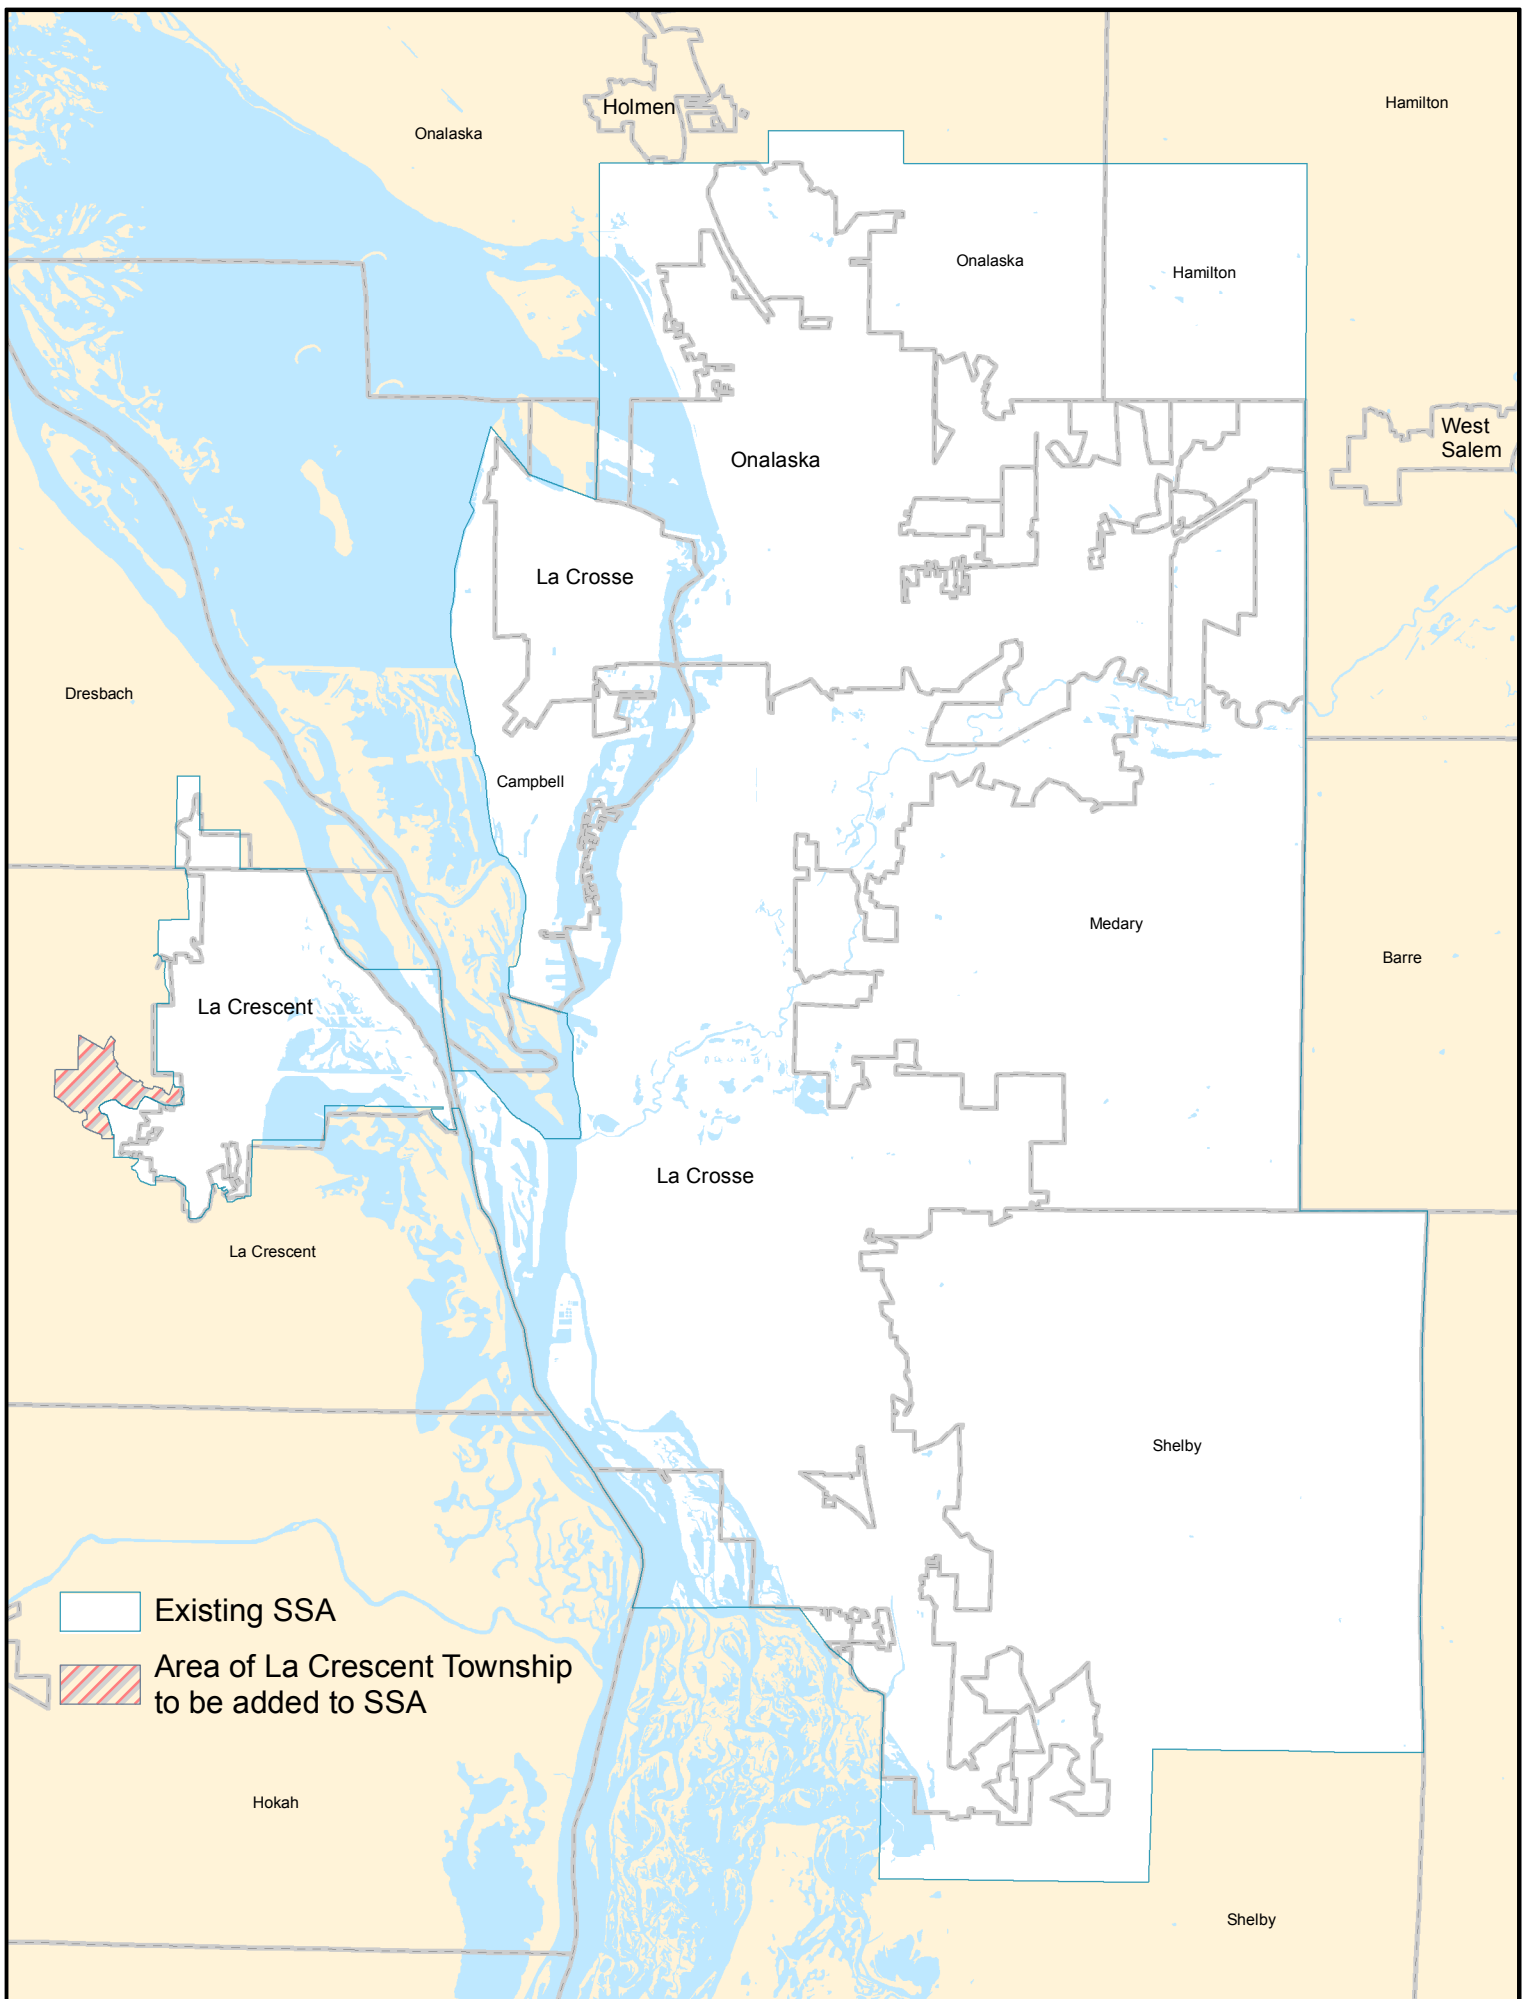 Holmen
Hamilton
Onalaska
Onalaska
Hamilton
West
Salem
Onalaska
La Crosse
Dresbach
Campbell
Medary
Barre
La Crescent
La Crosse
La Crescent
Shelby
Existing SSA
Area of La Crescent Township
to be added to SSA
Hokah
Shelby